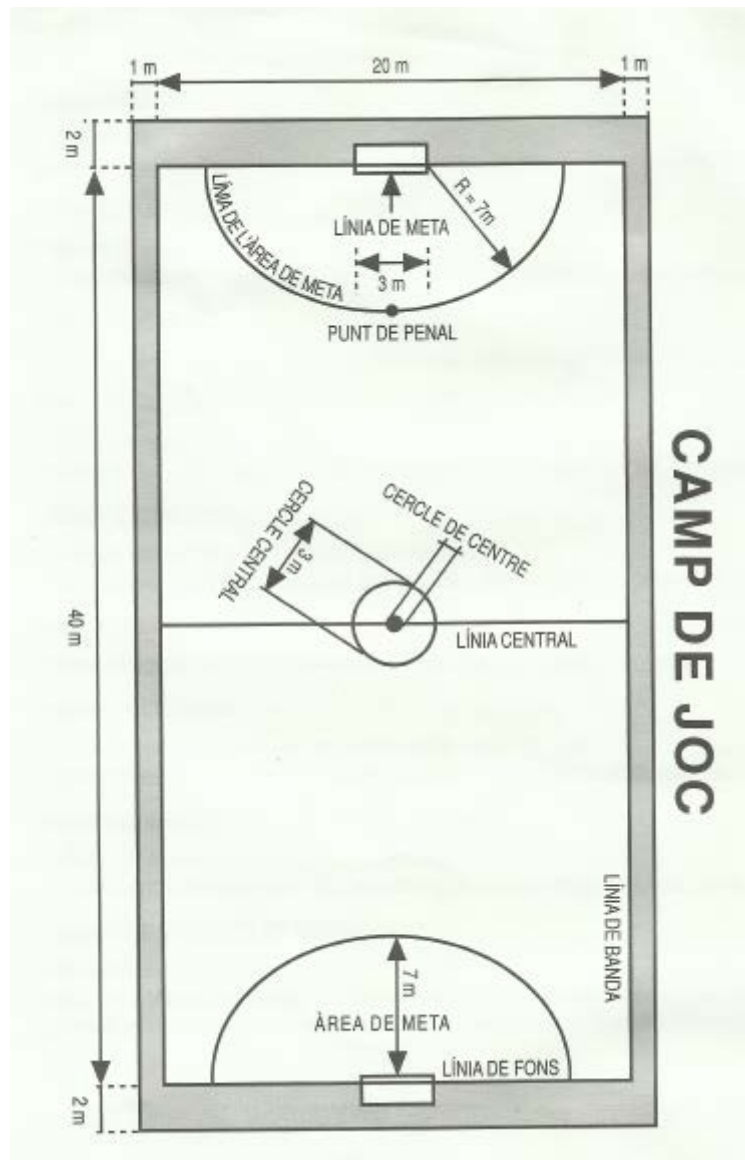 1 m
20 m
1 m
2 m
LÍNIA DE L'ÀREA DE META
R = 7m
LÍNIA DE META
3 m
PUNT DE PENAL
CAMP DE JOC
CERCLE CENTRAL
3 m
CERCLE DE CENTRE
40 m
LÍNIA CENTRAL
LÍNIA DE BANDA
7 m
ÀREA DE META
LÍNIA DE FONS
2 m